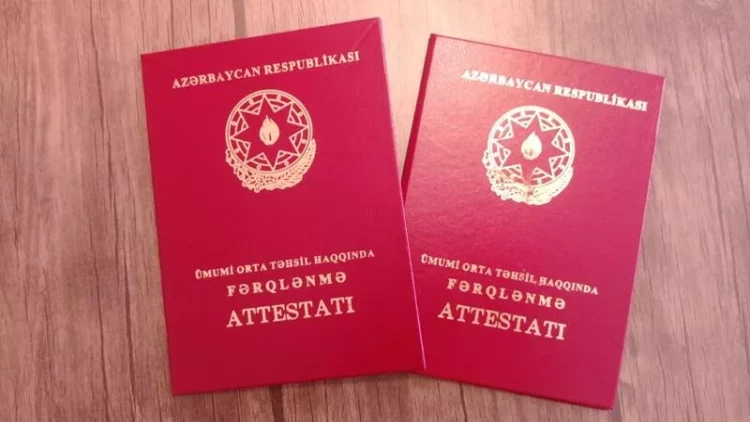 AZƏRBAYCAN RESPUBLİKASI
ÜMUMİ ORTA TƏHSİL HAQQINDA
FƏRQLƏNMƏ
ATTESTATI
AZƏRBAYCAN RESPUBLİKASI
ÜMUMİ ORTA TƏHSİL HAQQINDA
FƏRQLƏNMƏ
ATTESTATI